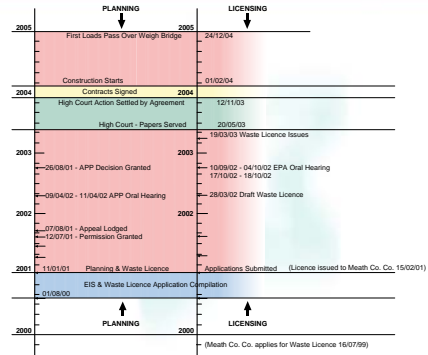 PLANNING LICENSING
2005 2005
First Loads Pass Over Weigh Bridge 24/12/04
Construction Starts 01/02/04
2004 Contracts Signed 2004
High Court Action Settled by Agreement 12/11/03
High Court - Papers Served 20/05/03
19/03/03 Waste Licence Issues
2003 2003
26/08/01 - APP Decision Granted 10/09/02 - 04/10/02 EPA Oral Hearing
17/10/02 - 18/10/02
09/04/02 - 11/04/02 APP Oral Hearing 28/03/02 Draft Waste Licence
2002 2002
07/08/01 - Appeal Lodged
12/07/01 - Permission Granted
2001 11/01/01 Planning & Waste Licence 2001 Applications Submitted (Licence issued to Meath Co. Co. 15/02/01)
EIS & Waste Licence Application Compilation
01/08/00
PLANNING LICENSING
2000 2000
(Meath Co. Co. applies for Waste Licence 16/07/99)